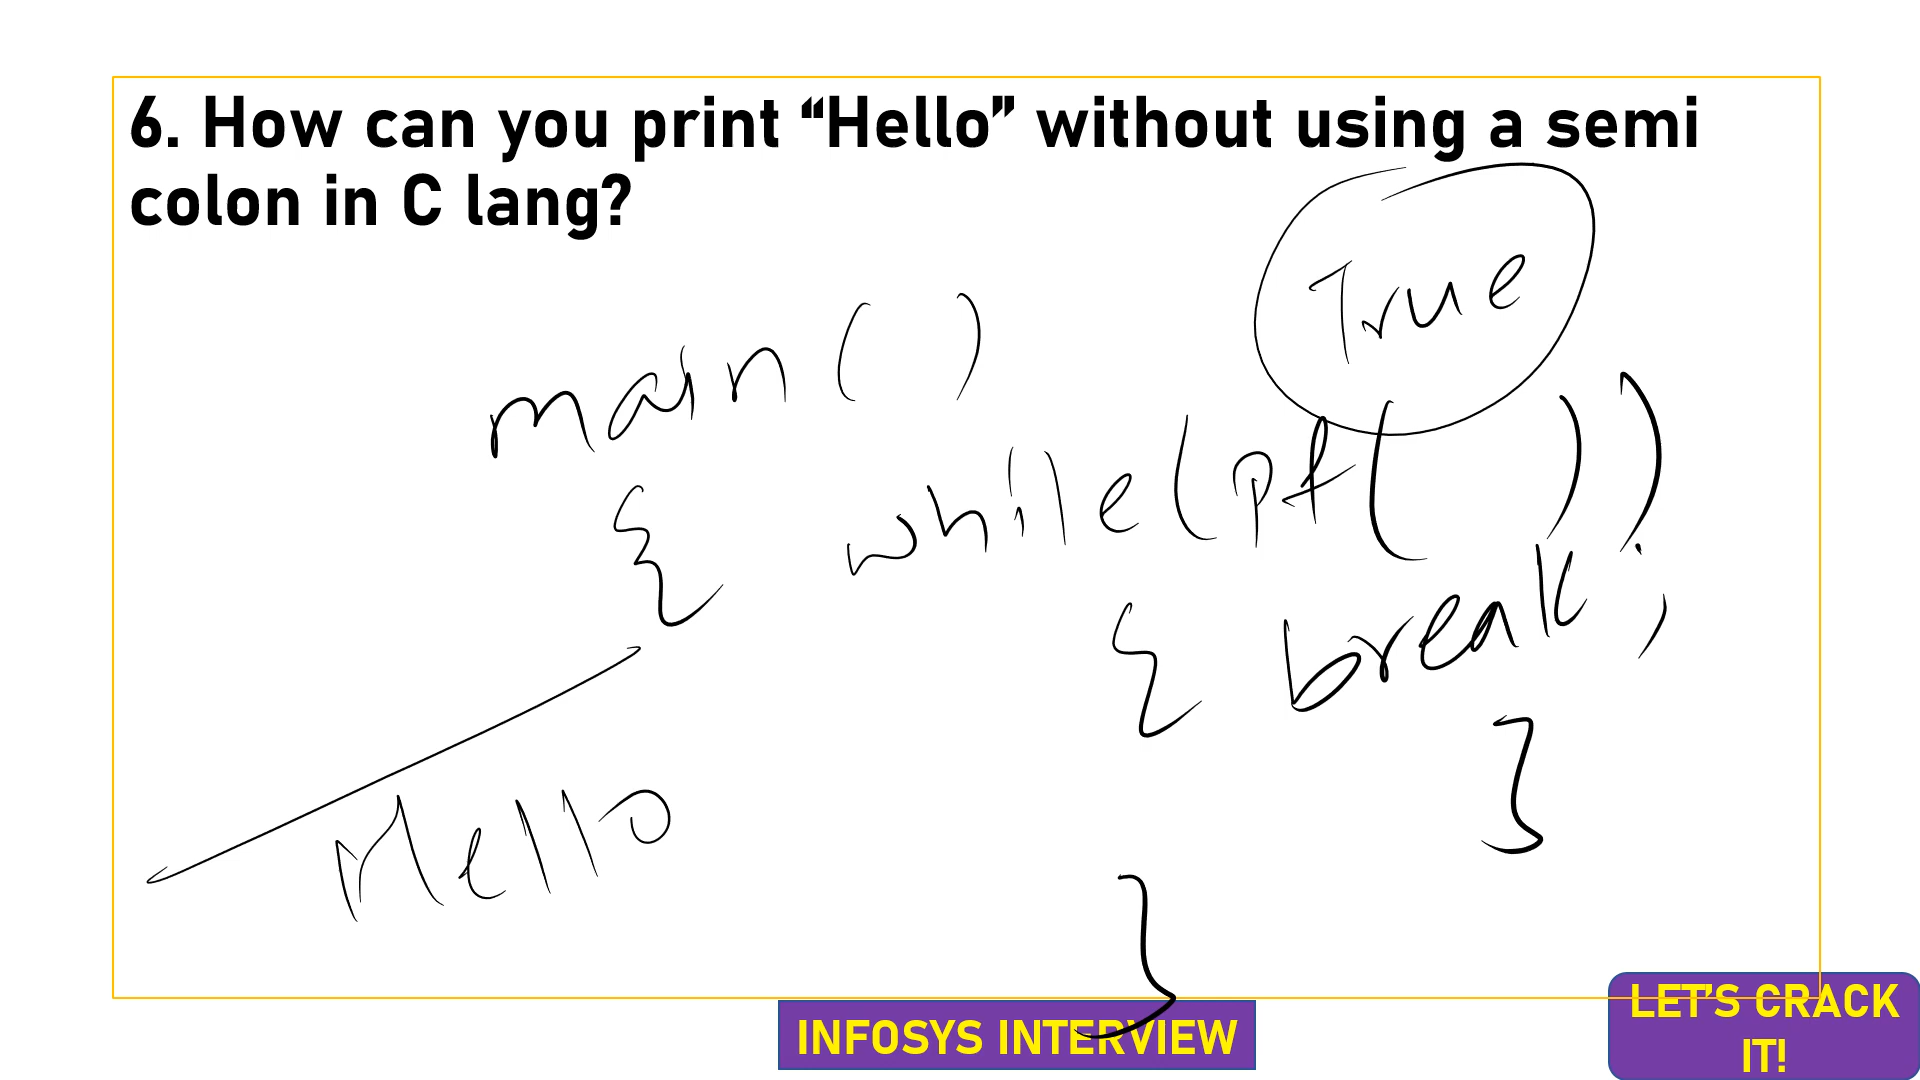 6. How can you print “Hello” without using a semi
colon in C lang?
True
main()
{ while(pf( ))
{ break;
}
Hello
}
INFOSYS INTERVIEW
LET’S CRACK
IT!